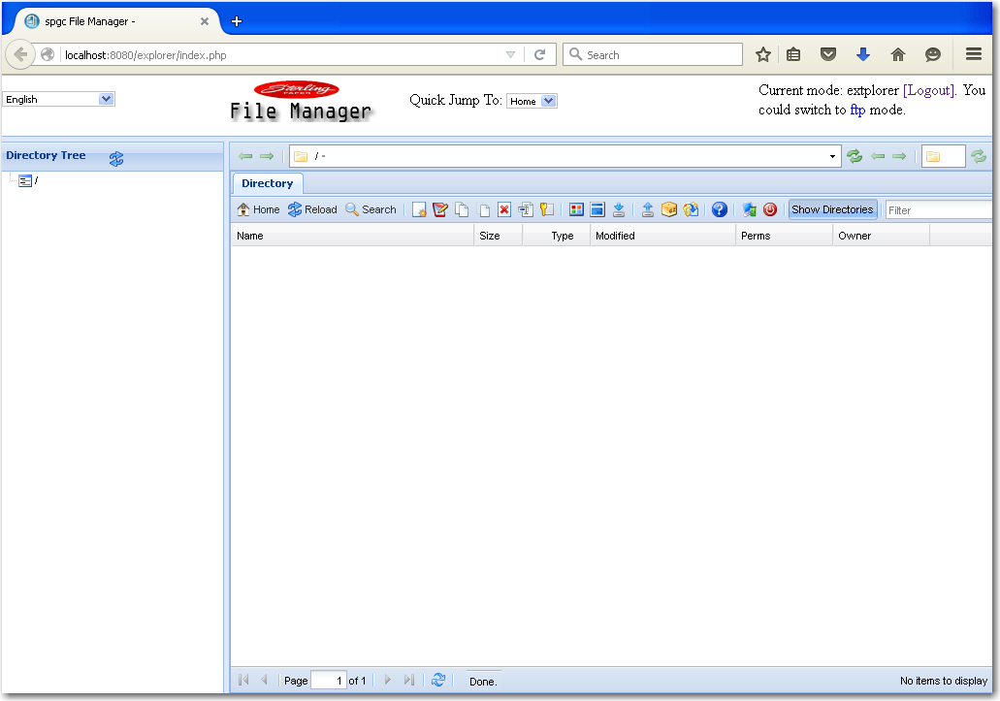 spgc File Manager -
localhost:8080/explorer/index.php
Search
English
Sterling
PAPER
File Manager
Quick Jump To: Home
Current mode: extplorer [Logout]. You
could switch to ftp mode.
Directory Tree
/
/ -
Directory
Home Reload Search Show Directories Filter
Name Size Type Modified Perms Owner
Page 1 of 1 Done. No items to display